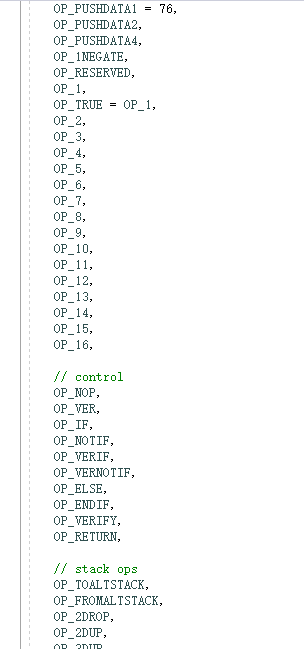 OP_PUSHDATA1 = 76,
OP_PUSHDATA2,
OP_PUSHDATA4,
OP_1NEGATE,
OP_RESERVED,
OP_1,
OP_TRUE = OP_1,
OP_2,
OP_3,
OP_4,
OP_5,
OP_6,
OP_7,
OP_8,
OP_9,
OP_10,
OP_11,
OP_12,
OP_13,
OP_14,
OP_15,
OP_16,
// control
OP_NOP,
OP_VER,
OP_IF,
OP_NOTIF,
OP_VERIF,
OP_VERNOTIF,
OP_ELSE,
OP_ENDIF,
OP_VERIFY,
OP_RETURN,
// stack ops
OP_TOALTSTACK,
OP_FROMALTSTACK,
OP_2DROP,
OP_2DUP,